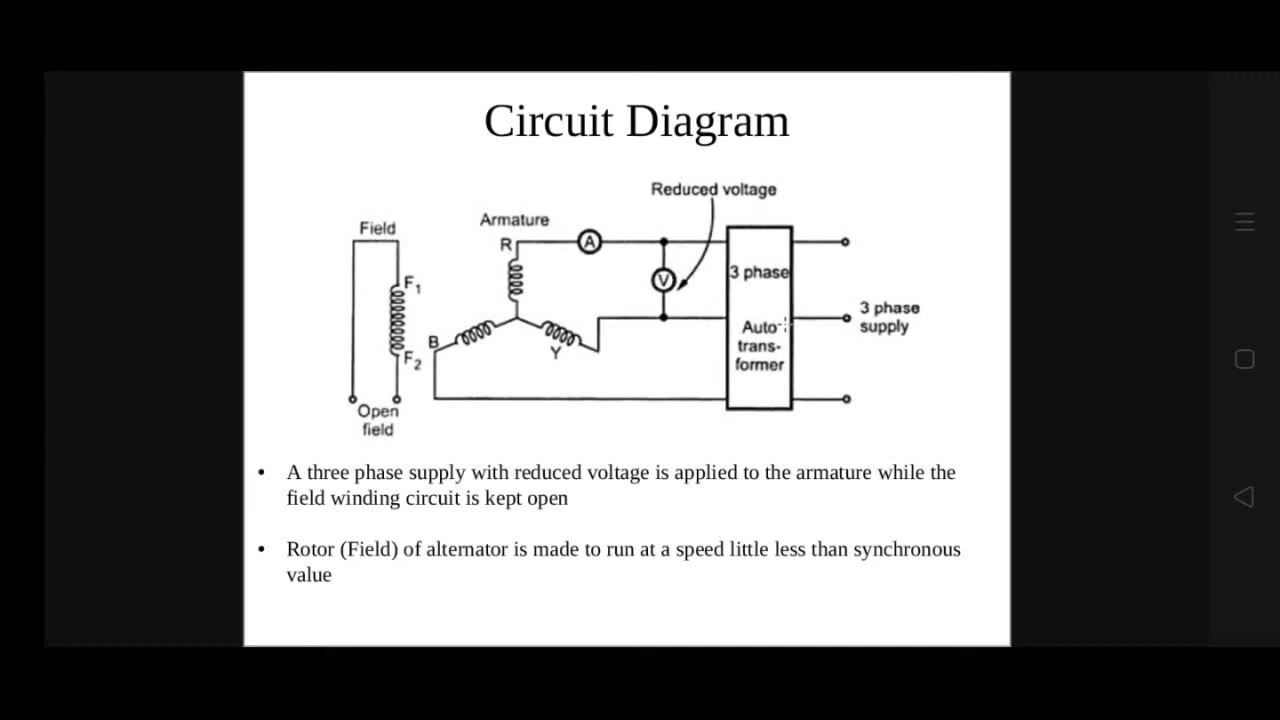 Circuit Diagram
Reduced voltage
Field
Armature
R
A
F1
V
3 phase
3 phase
supply
Auto-
trans-
former
B
Y
F2
Open
field
• A three phase supply with reduced voltage is applied to the armature while the
field winding circuit is kept open
• Rotor (Field) of alternator is made to run at a speed little less than synchronous
value